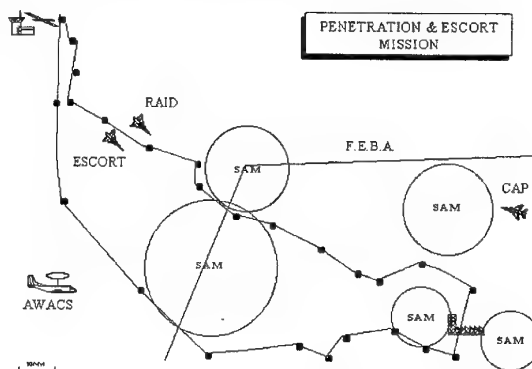 PENETRATION & ESCORT
MISSION
RAID
ESCORT
F.E.B.A.
SAM
CAP
SAM
SAM
AWACS
SAM
SAM